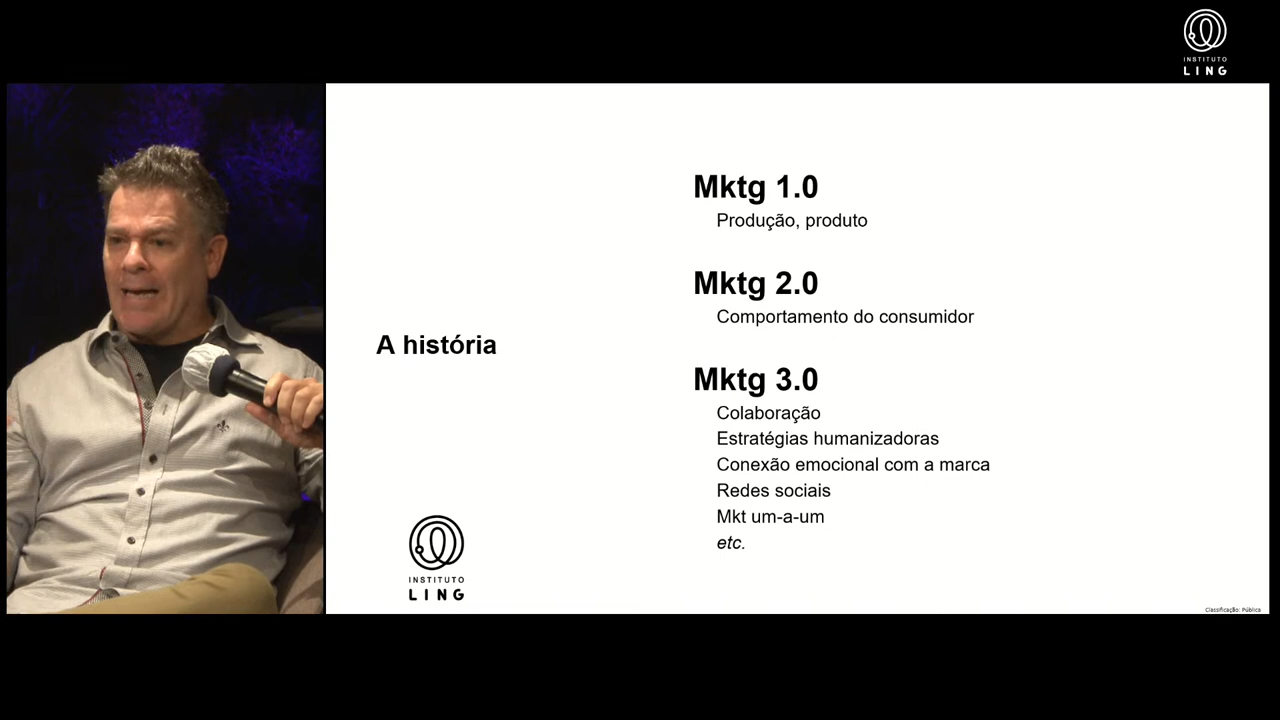 INSTITUTO
LING
Mktg 1.0
Produção, produto
Mktg 2.0
Comportamento do consumidor
A história
Mktg 3.0
Colaboração
Estratégias humanizadoras
Conexão emocional com a marca
Redes sociais
Mkt um-a-um
etc.
INSTITUTO
LING
Classificação: Pública